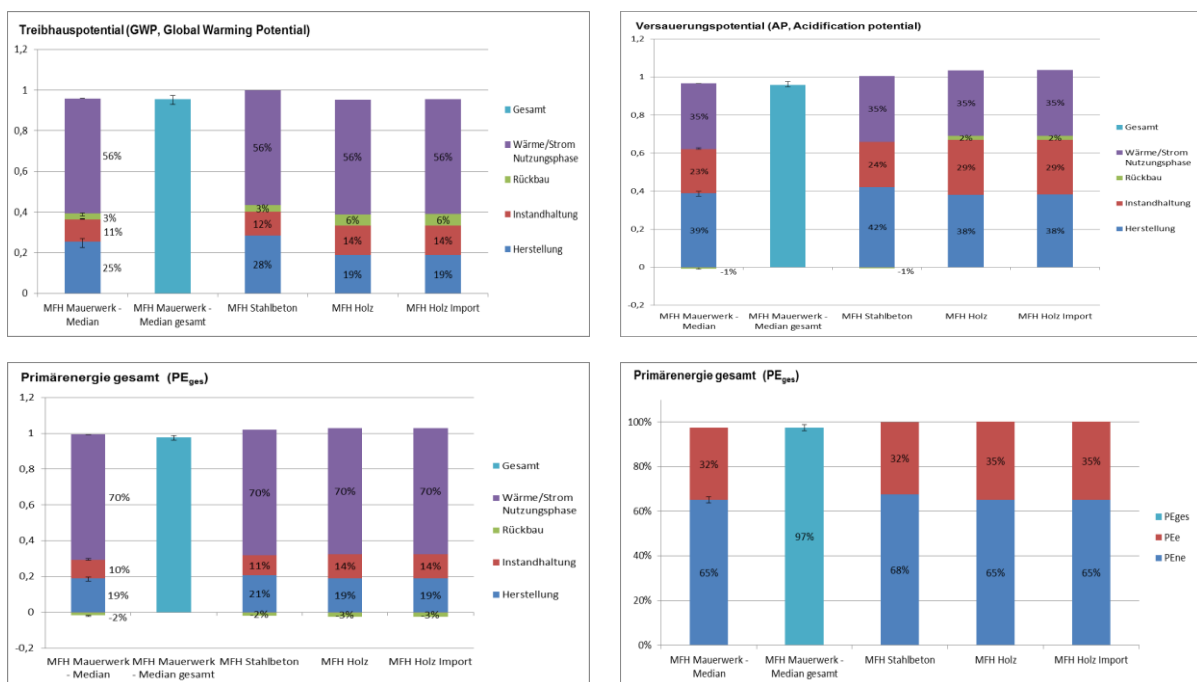 Treibhauspotential (GWP, Global Warming Potential)
1,2
1
0,8
0,6
0,4
0,2
0
56%
3%
11%
25%
56%
3%
12%
28%
56%
6%
14%
19%
56%
6%
14%
19%
MFH Mauerwerk - Median
MFH Mauerwerk - Median gesamt
MFH Stahlbeton
MFH Holz
MFH Holz Import
Gesamt
Wärme/Strom
Nutzungsphase
Rückbau
Instandhaltung
Herstellung
Versauerungspotential (AP, Acidification potential)
1,2
1
0,8
0,6
0,4
0,2
0
-0,2
35%
23%
39%
-1%
35%
24%
42%
-1%
35%
2%
29%
38%
35%
2%
29%
38%
MFH Mauerwerk - Median
MFH Mauerwerk - Median gesamt
MFH Stahlbeton
MFH Holz
MFH Holz Import
Gesamt
Wärme/Strom
Nutzungsphase
Rückbau
Instandhaltung
Herstellung
Primärenergie gesamt (PEges)
1,2
1
0,8
0,6
0,4
0,2
0
-0,2
70%
10%
19%
-2%
70%
11%
21%
-2%
70%
14%
19%
-3%
70%
14%
19%
-3%
MFH Mauerwerk - Median
MFH Mauerwerk - Median gesamt
MFH Stahlbeton
MFH Holz
MFH Holz Import
Gesamt
Wärme/Strom
Nutzungsphase
Rückbau
Instandhaltung
Herstellung
Primärenergie gesamt (PEges)
100%
80%
60%
40%
20%
0%
32%
65%
97%
32%
68%
35%
65%
35%
65%
MFH Mauerwerk - Median
MFH Mauerwerk - Median gesamt
MFH Stahlbeton
MFH Holz
MFH Holz Import
PEges
PEe
PEne